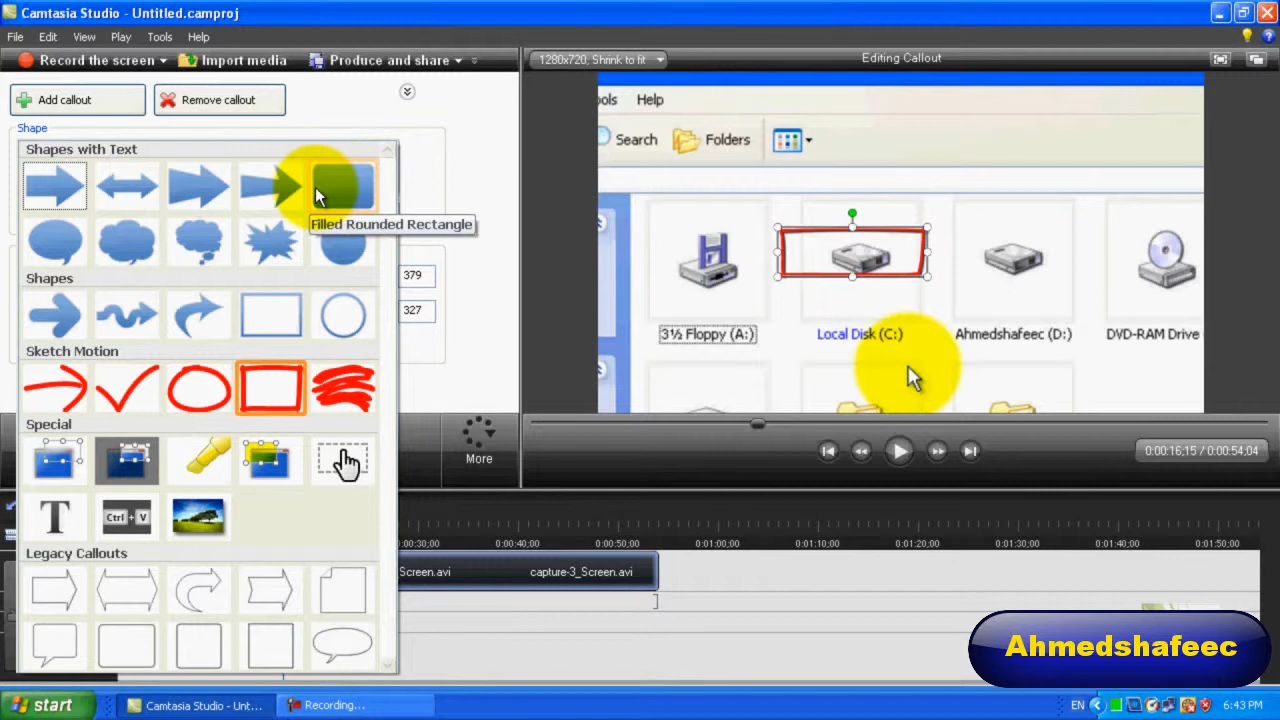 Camtasia Studio - Untitled.camproj
File Edit View Play Tools Help
Record the screen Import media Produce and share
1280x720, Shrink to fit
Editing Callout
Add callout Remove callout
Shape
Shapes with Text
Filled Rounded Rectangle
Shapes
379
327
Sketch Motion
Special
T
Ctrl + V
Legacy Callouts
More
ools Help
Search Folders
3½ Floppy (A:) Local Disk (C:) Ahmedshafeec (D:) DVD-RAM Drive
0:00:16;15 / 0:00:54;04
0:00:30;00 0:00:40;00 0:00:50;00 0:01:00;00 0:01:10;00 0:01:20;00 0:01:30;00 0:01:40;00 0:01:50;00
Screen.avi capture-3_Screen.avi
Ahmedshafeec
start Camtasia Studio - Unt... Recording... EN 6:43 PM